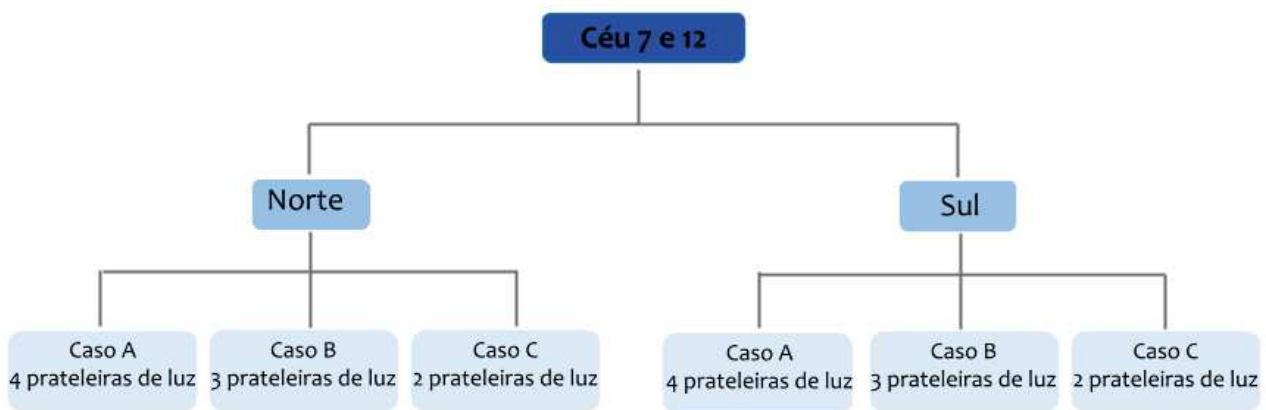 Céu 7 e 12
Norte
Sul
Caso A
4 prateleiras de luz
Caso B
3 prateleiras de luz
Caso C
2 prateleiras de luz
Caso A
4 prateleiras de luz
Caso B
3 prateleiras de luz
Caso C
2 prateleiras de luz